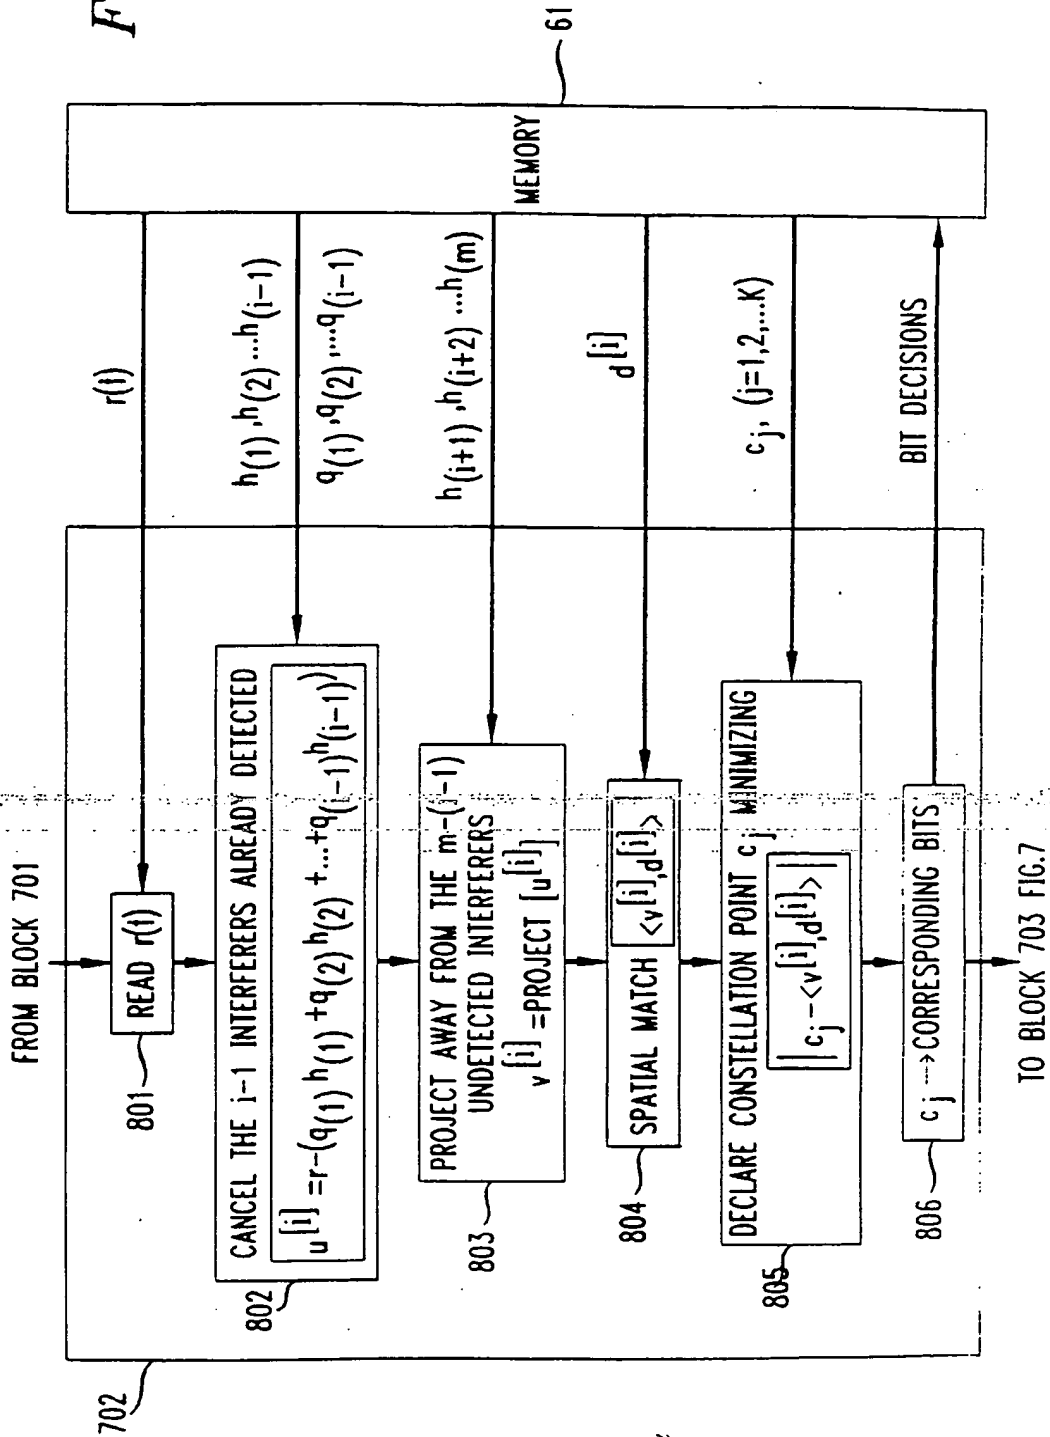 F
FROM BLOCK 701
702
801
READ r(t)
r(t)
802
CANCEL THE i-1 INTERFERERS ALREADY DETECTED
u[i] =r-(q(1) h(1) +q(2) h(2) +...+q(i-1) h(i-1))
h(1) ,h(2) ...h(i-1)
q(1) ,q(2) ,...q(i-1)
803
PROJECT AWAY FROM THE m-(i-1)
UNDETECTED INTERFERERS
v[i] =PROJECT [u[i]]
h(i+1) ,h(i+2) ...h(m)
804
SPATIAL MATCH <v[i],d[i]>
d[i]
805
DECLARE CONSTELLATION POINT cj MINIMIZING
|cj-<v[i],d[i]>|
cj, (j=1,2,...K)
806
cj --→CORRESPONDING BITS
BIT DECISIONS
MEMORY
61
TO BLOCK 703 FIG.7